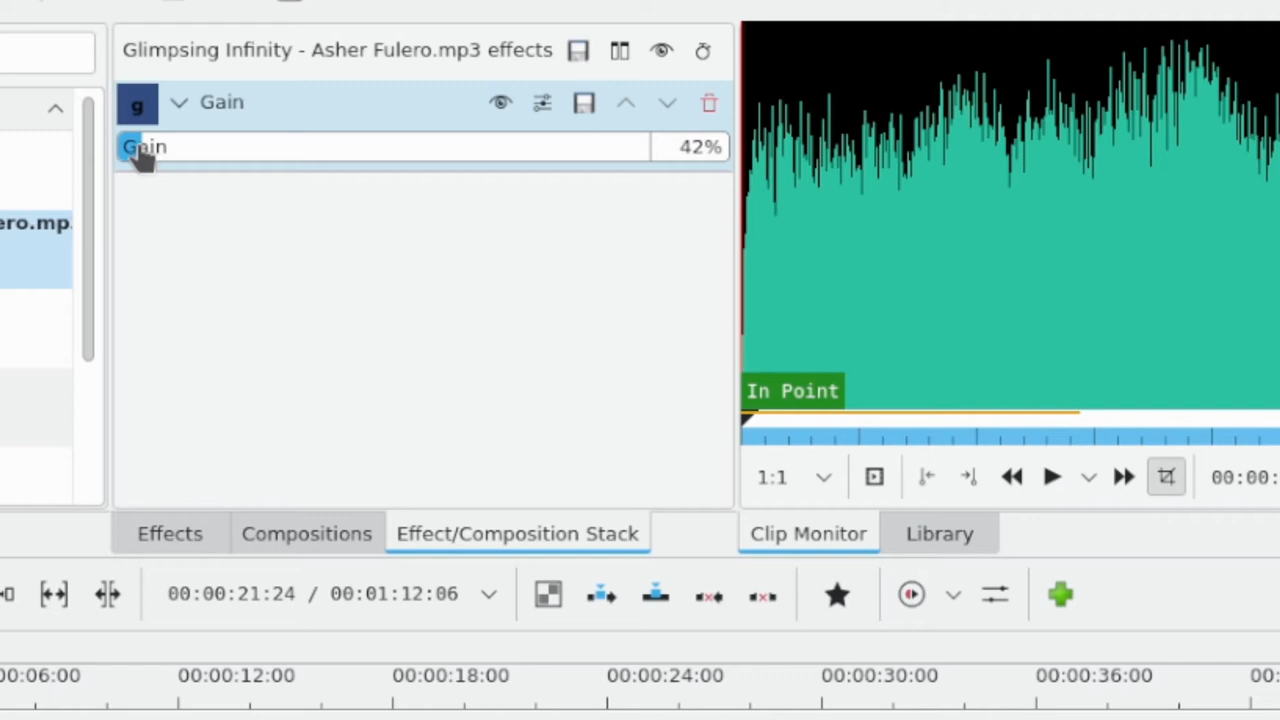 Glimpsing Infinity - Asher Fulero.mp3 effects
g Gain
Gain 42%
ero.mp
In Point
1:1 00:00:
Effects Compositions Effect/Composition Stack Clip Monitor Library
00:00:21:24 / 00:01:12:06
00:06:00 00:00:12:00 00:00:18:00 00:00:24:00 00:00:30:00 00:00:36:00 00: